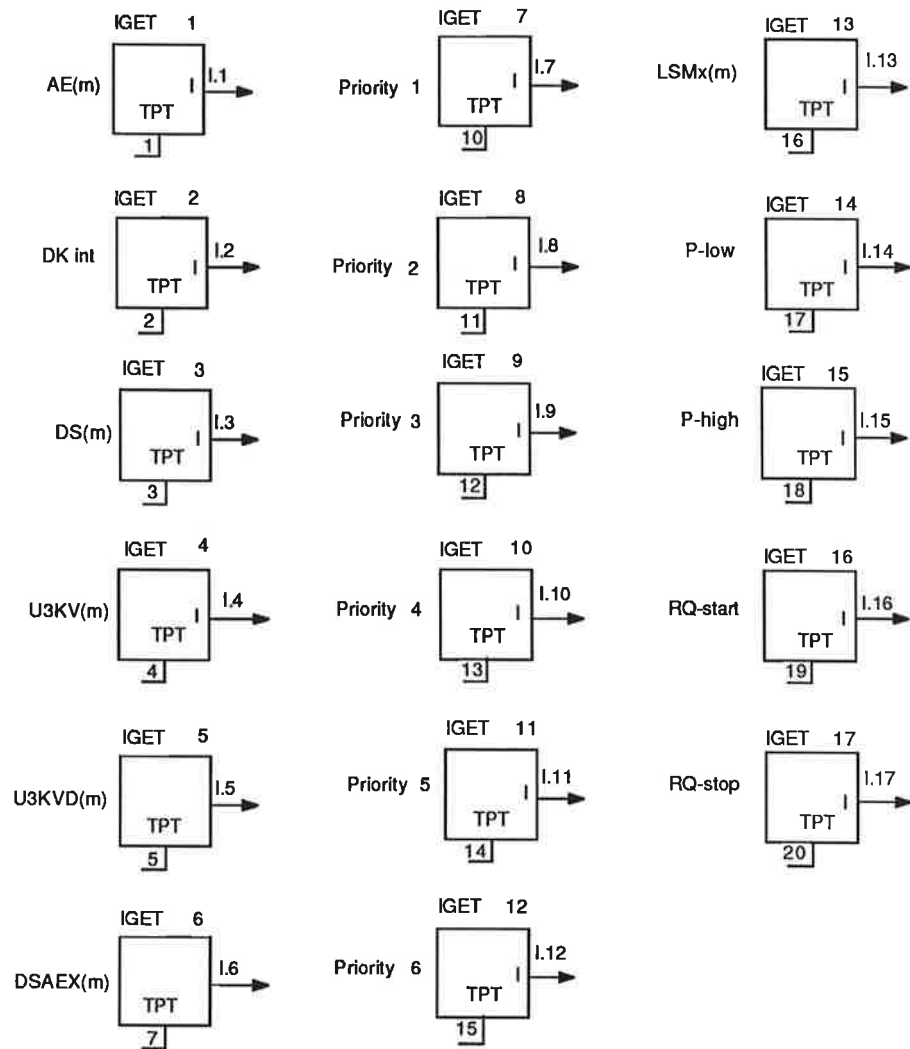 IGET 1
AE(m)
I
I.1
TPT
1
IGET 2
DK int
I
I.2
TPT
2
IGET 3
DS(m)
I
I.3
TPT
3
IGET 4
U3KV(m)
I
I.4
TPT
4
IGET 5
U3KVD(m)
I.5
TPT
5
IGET 6
DSAEX(m)
I.6
TPT
7
IGET 7
Priority 1
I
I.7
TPT
10
IGET 8
Priority 2
I
I.8
TPT
11
IGET 9
Priority 3
I
I.9
TPT
12
IGET 10
Priority 4
I
I.10
TPT
13
IGET 11
Priority 5
I
I.11
TPT
14
IGET 12
Priority 6
I
I.12
TPT
15
IGET 13
LSMx(m)
I
I.13
TPT
16
IGET 14
P-low
I
I.14
TPT
17
IGET 15
P-high
I
I.15
TPT
18
IGET 16
RQ-start
I
I.16
TPT
19
IGET 17
RQ-stop
I
I.17
TPT
20